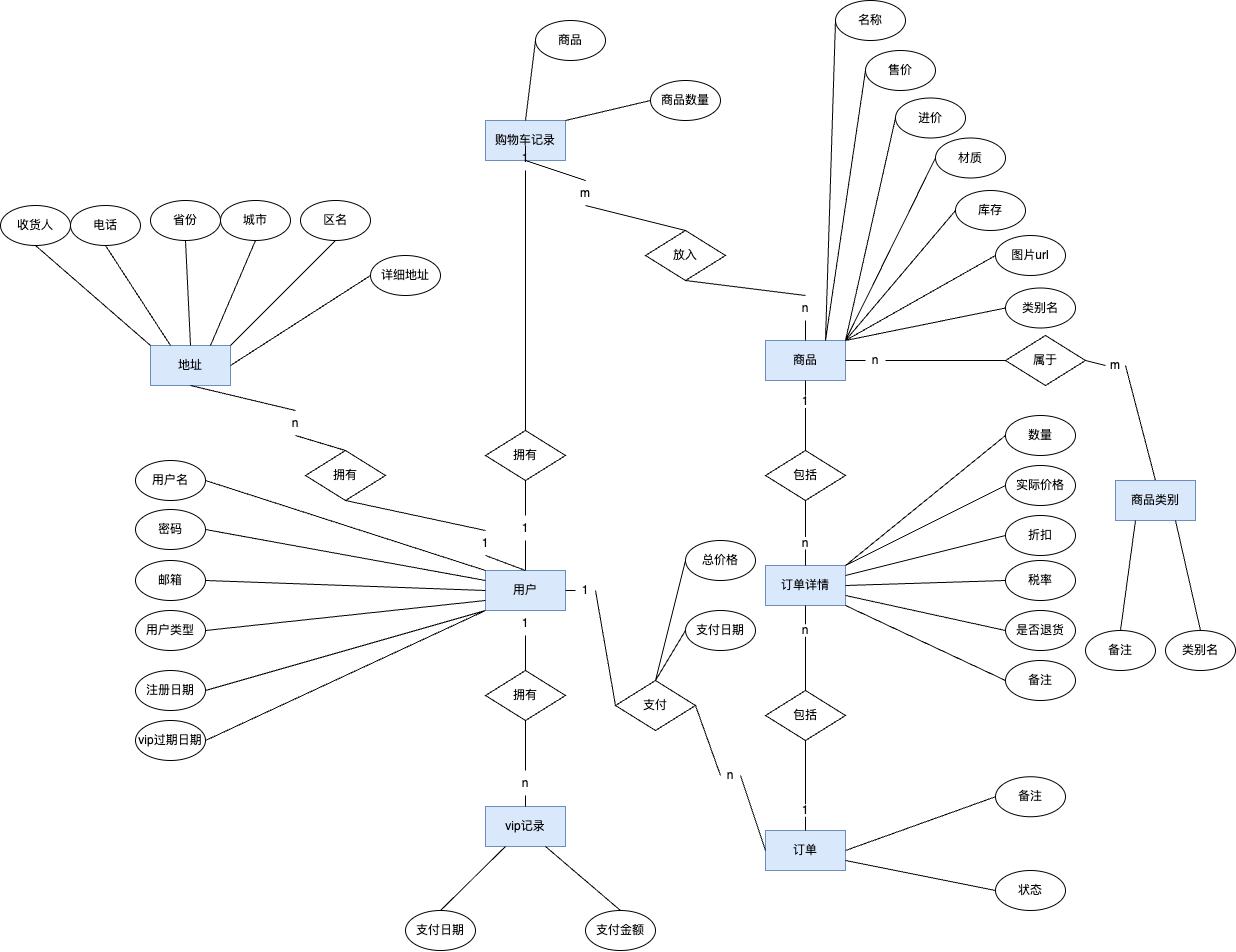 名称
商品
售价
商品数量
进价
购物车记录
1
材质
m
库存
收货人
电话
省份
城市
区名
放入
图片url
详细地址
n
类别名
地址
商品
n
属于
m
1
n
数量
拥有
拥有
包括
用户名
实际价格
商品类别
密码
1
折扣
1
n
总价格
邮箱
用户
1
订单详情
税率
用户类型
1
支付日期
n
是否退货
备注
类别名
注册日期
拥有
支付
包括
备注
vip过期日期
n
n
备注
1
vip记录
订单
状态
支付日期
支付金额